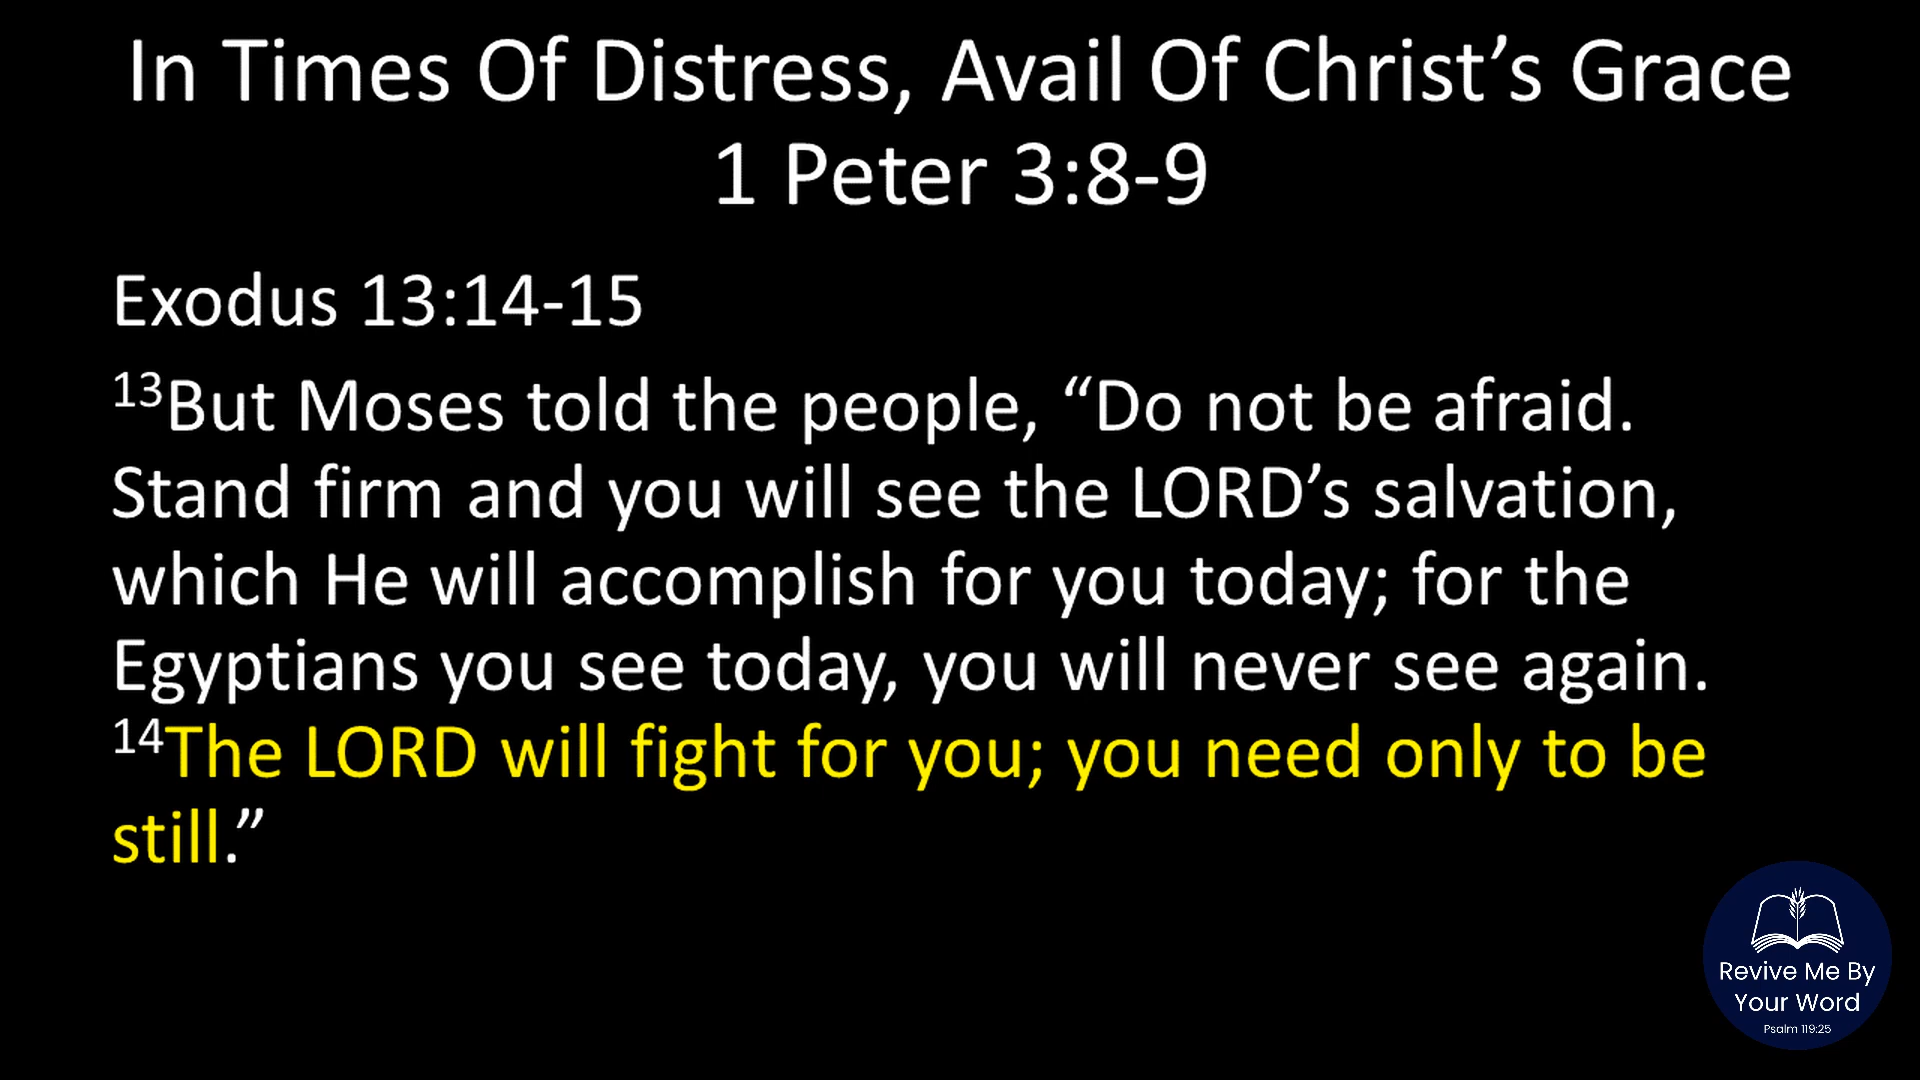 In Times Of Distress, Avail Of Christ’s Grace
1 Peter 3:8-9
Exodus 13:14-15
13But Moses told the people, “Do not be afraid.
Stand firm and you will see the LORD’s salvation,
which He will accomplish for you today; for the
Egyptians you see today, you will never see again.
14The LORD will fight for you; you need only to be
still.”
Revive Me By
Your Word
Psalm 119:25